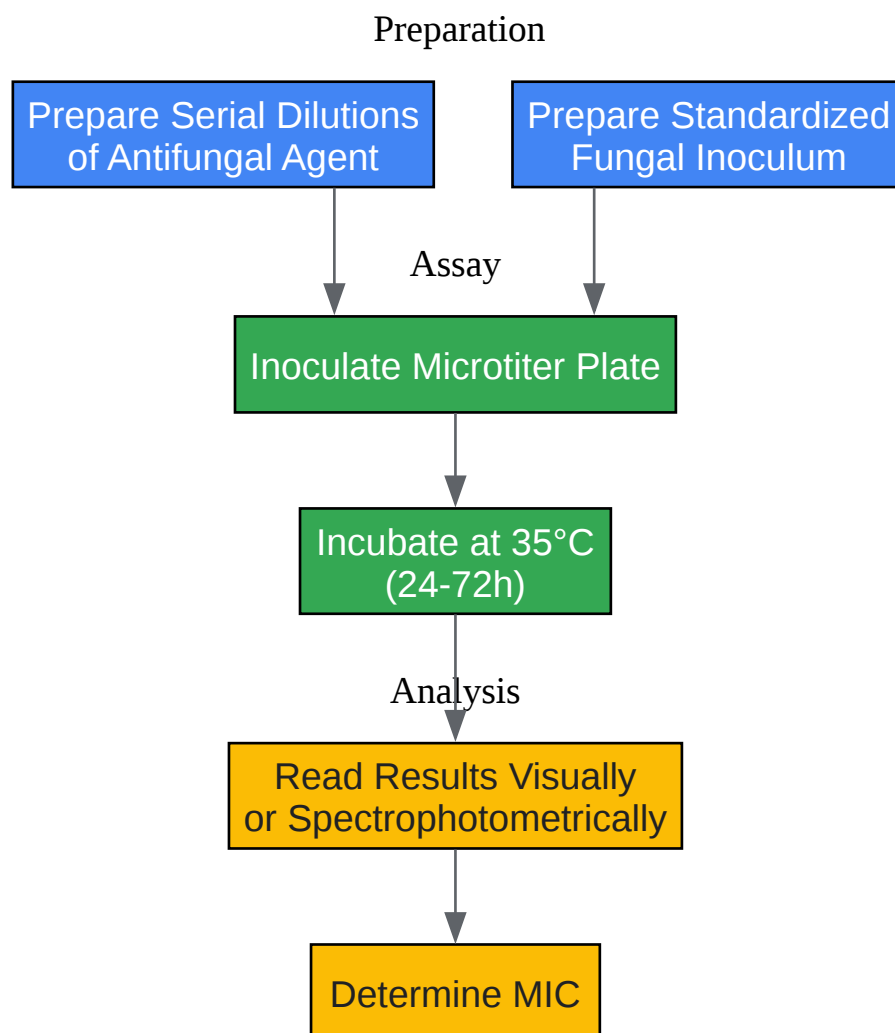 Preparation
Prepare Serial Dilutions
of Antifungal Agent
Prepare Standardized
Fungal Inoculum
Assay
Inoculate Microtiter Plate
Incubate at 35°C
(24-72h)
Analysis
Read Results Visually
or Spectrophotometrically
Determine MIC